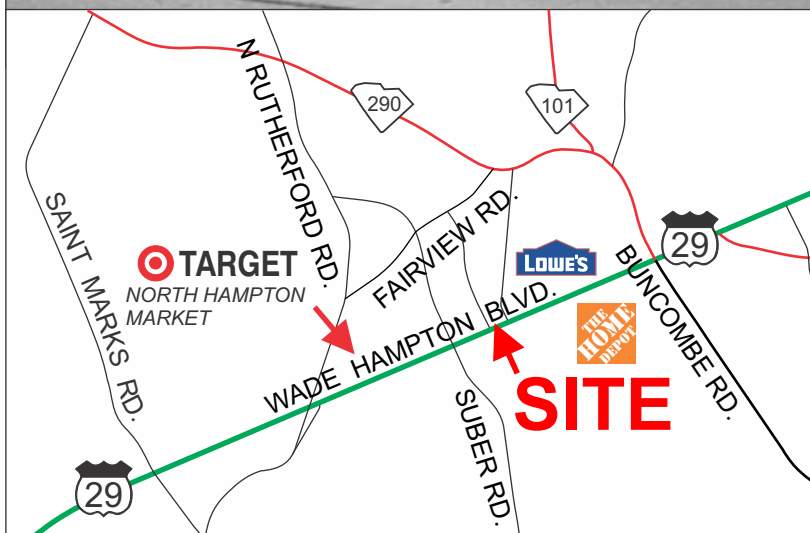 N RUTHERFORD RD.
290
101
SAINT MARKS RD.
TARGET
NORTH HAMPTON
MARKET
FAIRVIEW RD.
LOWE'S
29
BUNCOMBE RD.
WADE HAMPTON BLVD.
THE
HOME
DEPOT
SITE
SUBER RD.
29